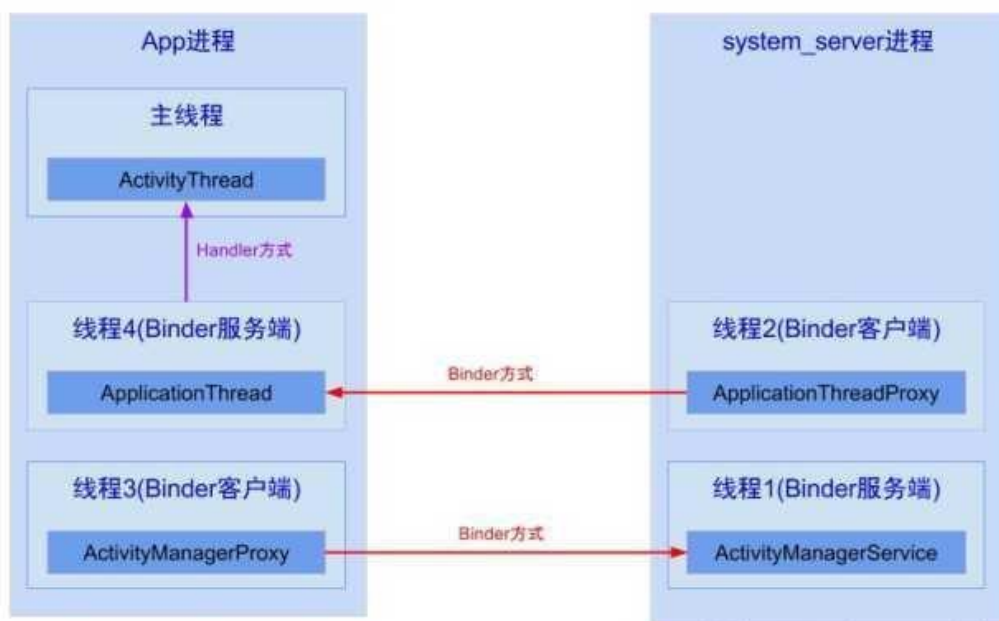 App进程
主线程
ActivityThread
Handler方式
线程4(Binder服务端)
ApplicationThread
线程3(Binder客户端)
ActivityManagerProxy
Binder方式
Binder方式
system_server进程
线程2(Binder客户端)
ApplicationThreadProxy
线程1(Binder服务端)
ActivityManagerService